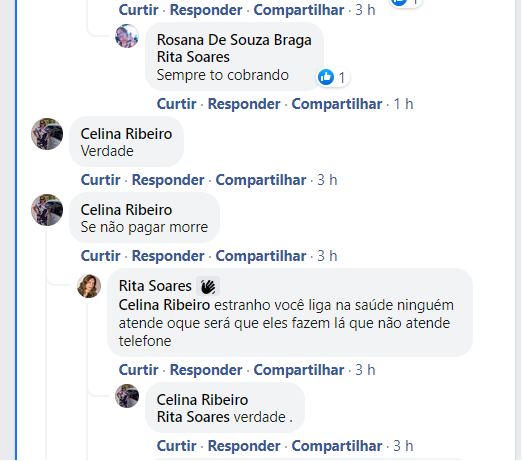 Curtir · Responder · Compartilhar · 3 h
1
Rosana De Souza Braga
Rita Soares
Sempre to cobrando
1
Curtir · Responder · Compartilhar · 1 h
Celina Ribeiro
Verdade
Curtir · Responder · Compartilhar · 3 h
Celina Ribeiro
Se não pagar morre
Curtir · Responder · Compartilhar · 3 h
Rita Soares
Celina Ribeiro estranho você liga na saúde ninguém
atende oque será que eles fazem lá que não atende
telefone
Curtir · Responder · Compartilhar · 3 h
Celina Ribeiro
Rita Soares verdade .
Curtir · Responder · Compartilhar · 3 h